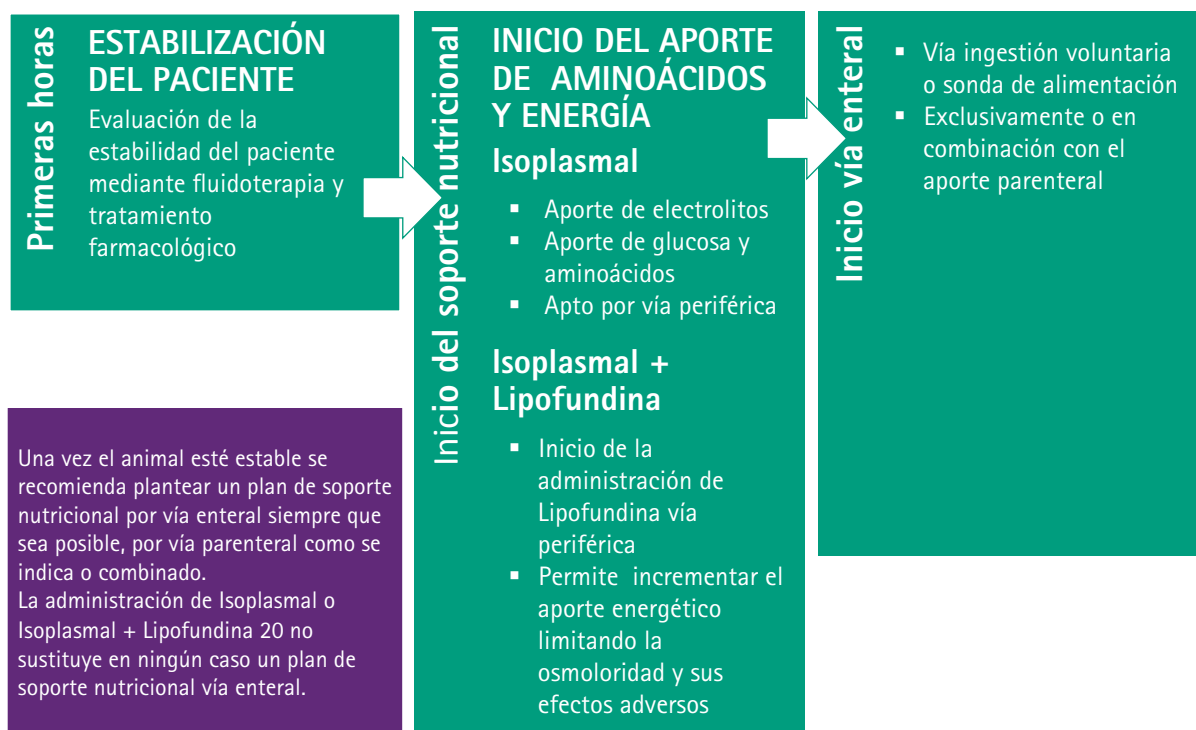 Primeras horas
ESTABILIZACIÓN
DEL PACIENTE
Evaluación de la
estabilidad del paciente
mediante fluidoterapia y
tratamiento
farmacológico
Una vez el animal esté estable se
recomienda plantear un plan de soporte
nutricional por vía enteral siempre que
sea posible, por vía parenteral como se
indica o combinado.
La administración de Isoplasmal o
Isoplasmal + Lipofundina 20 no
sustituye en ningún caso un plan de
soporte nutricional vía enteral.
Inicio del soporte nutricional
INICIO DEL APORTE
DE AMINOÁCIDOS
Y ENERGÍA
Isoplasmal
▪ Aporte de electrolitos
▪ Aporte de glucosa y
aminoácidos
▪ Apto por vía periférica
Isoplasmal +
Lipofundina
▪ Inicio de la
administración de
Lipofundina vía
periférica
▪ Permite incrementar el
aporte energético
limitando la
osmoloridad y sus
efectos adversos
Inicio vía enteral
▪ Vía ingestión voluntaria
o sonda de alimentación
▪ Exclusivamente o en
combinación con el
aporte parenteral